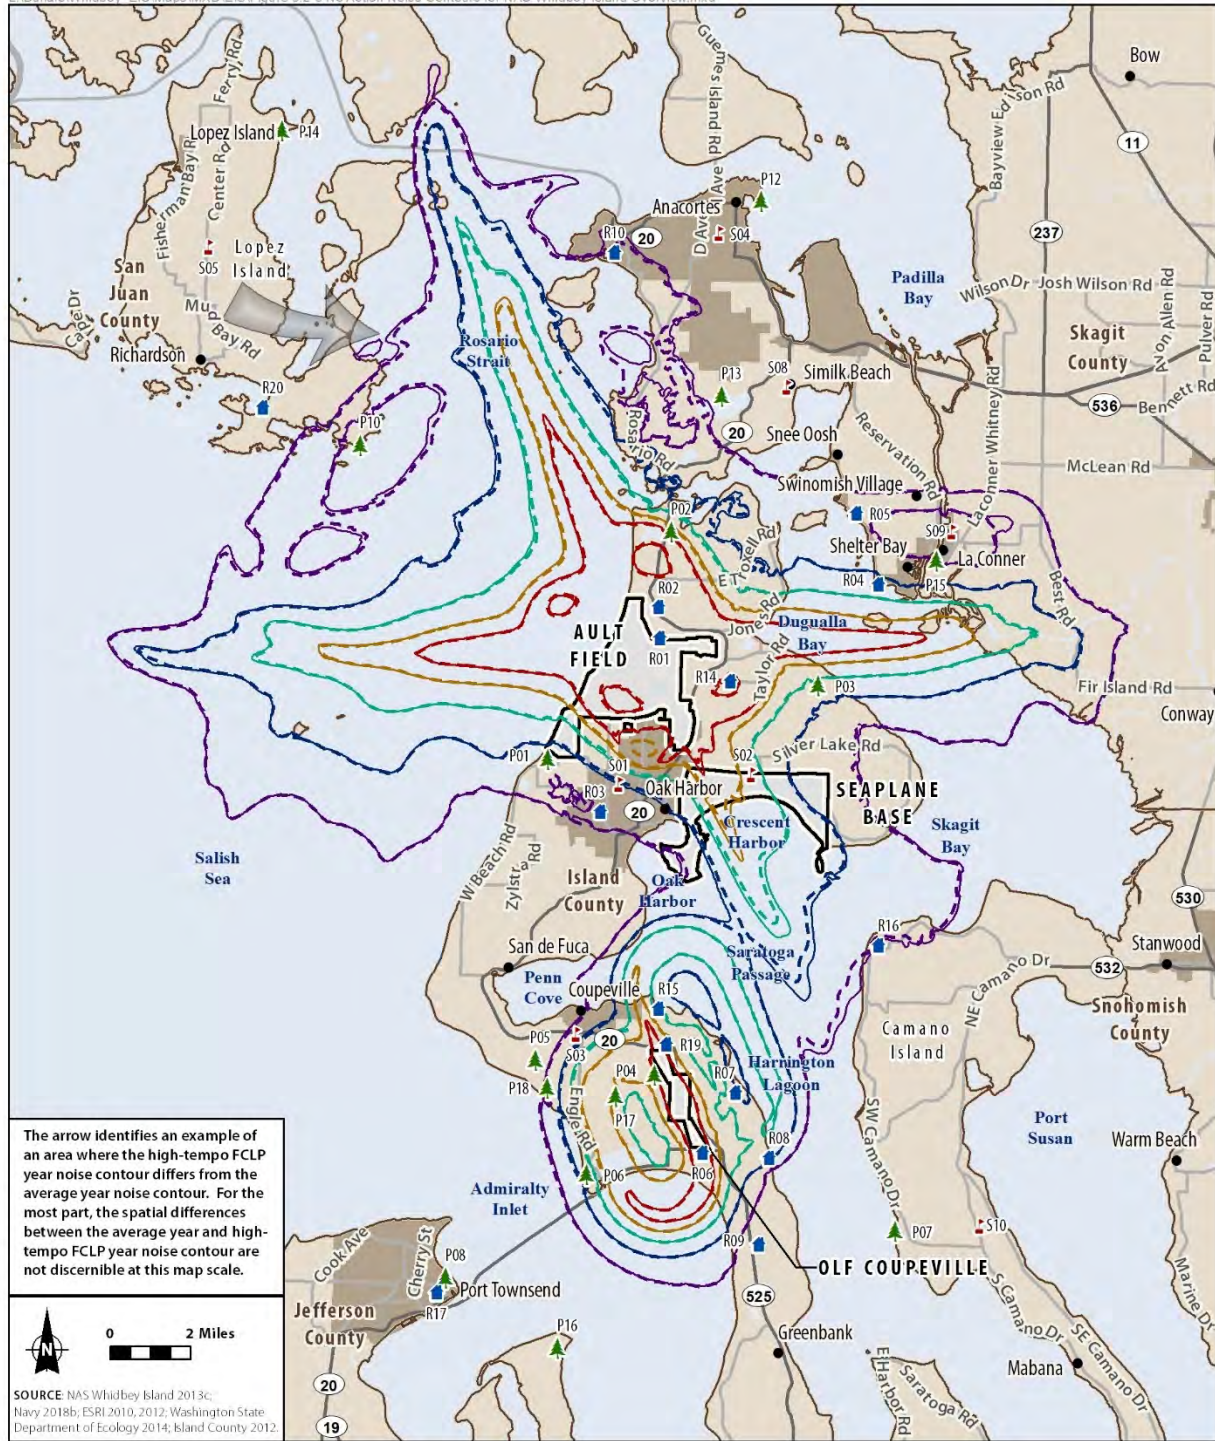 Bow
Ferry Rd
Guemes Island Rd
Bayview Edison Rd
11
Lopez Island
P14
Fisherman Bay R
Center Rd
P12
Anacortes
D Ave
Ave
R10
20
S04
237
Lopez
Island
S05
San
Juan
County
Mud Bay Rd
Cape Dr
Padilla
Bay
Wilson Dr
Josh Wilson Rd
Avon Allen Rd
Pulver Rd
Skagit
County
Richardson
Rosario
Strait
R20
P10
P13
S08
Similk Beach
536
Bennett Rd
20
Rosario Rd
Snee Oosh
Reservation Rd
LaConner Whitney Rd
McLean Rd
Swinomish Village
P02
R05
S09
Shelter Bay
La Conner
E Troxell Rd
R04
P15
Best Rd
R02
Jones Rd
Dugualla
Bay
AULT
FIELD
R01
Taylor Rd
R14
P03
Fir Island Rd
Conway
P01
S01
S02
Silver Lake Rd
Oak Harbor
R03
20
SEAPLANE
BASE
Crescent
Harbor
Skagit
Bay
Salish
Sea
W Beach Rd
Zylstra Rd
Island
County
Oak
Harbor
530
San de Fuca
R16
Stanwood
532
Saratoga
Passage
NE Camano Dr
Penn
Cove
Coupeville
R15
Snohomish
County
Camano
Island
P05
S03
20
R19
Harrington
Lagoon
P04
R07
P18
P17
Engle Rd
SW Camano Dr
Port
Susan
Warm Beach
R08
P06
R06
Admiralty
Inlet
P07
S10
R09
OLF COUPEVILLE
The arrow identifies an example of
an area where the high-tempo FCLP
year noise contour differs from the
average year noise contour. For the
most part, the spatial differences
between the average year and high-
tempo FCLP year noise contour are
not discernible at this map scale.
Cook Ave
Cherry St
P08
Port Townsend
R17
Jefferson
County
525
S Camano Dr
SE Camano Dr
Marine Dr
P16
Greenbank
Mabana
E Harbor Rd
Saratoga Rd
20
19
N
0 2 Miles
SOURCE: NAS Whidbey Island 2013c;
Navy 2018b; ESRI 2010, 2012; Washington State
Department of Ecology 2014; Island County 2012.